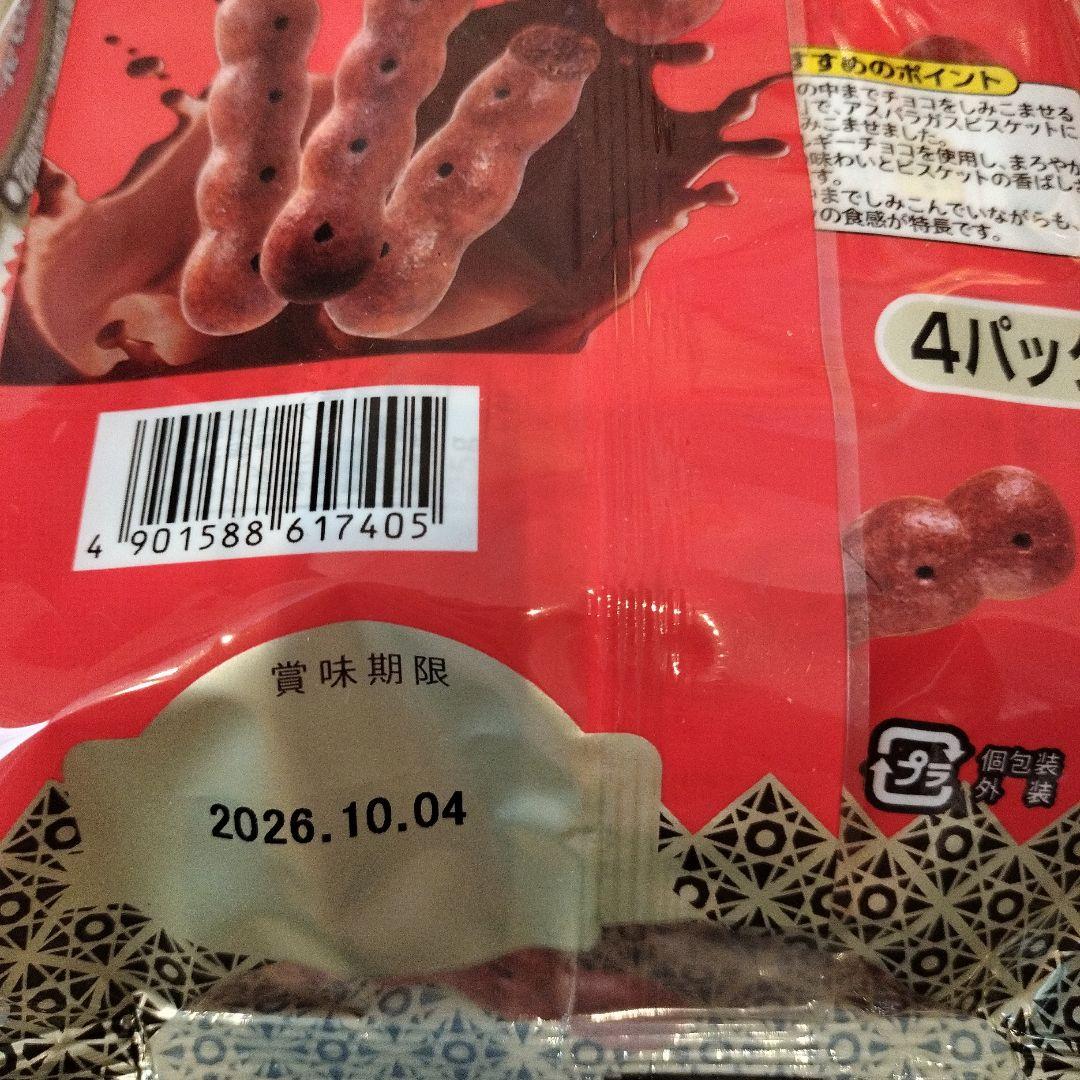 すすめのポイント
の中までチョコをしみこませる
で、アスパラガスビスケットに
みこませました。
ギーチョコを使用し、まろやか
味わいとビスケットの香ばしさ
す。
までしみこんでいながらも、
の食感が特長です。
4パック
4 901588 617405
賞味期限
2026.10.04
プラ
個包装
外装